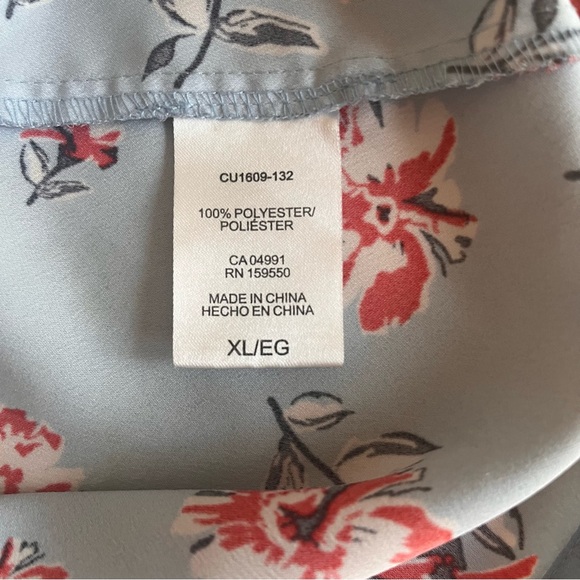 CU1609-132
100% POLYESTER/
POLIÉSTER
CA 04991
RN 159550
MADE IN CHINA
HECHO EN CHINA
XL/EG